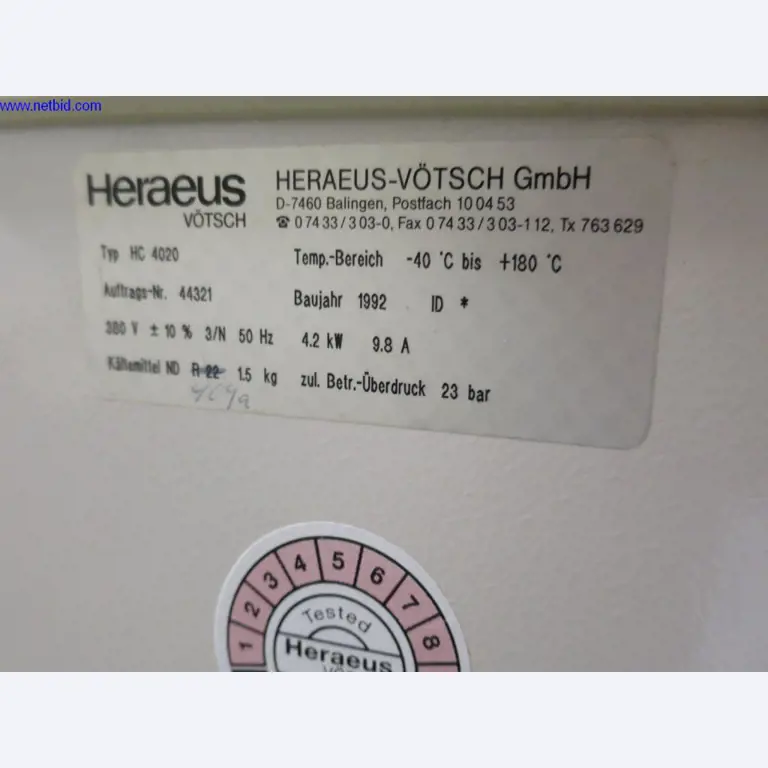 www.netbid.com
Heraeus
VÖTSCH
HERAEUS-VÖTSCH GmbH
D-7460 Balingen, Postfach 10 04 53
☎ 0 74 33 / 3 03-0, Fax 0 74 33 / 3 03-1 12, Tx 763 629
Typ HC 4020 Temp.-Bereich -40 °C bis +180 °C
Auftrags-Nr. 44321 Baujahr 1992 ID *
380 V ± 10 % 3/N 50 Hz 4.2 kW 9.8 A
Kältemittel ND R 22 1.5 kg zul. Betr.-Überdruck 23 bar
404a
1 2 3 4 5 6 7 8
Tested
Heraeus